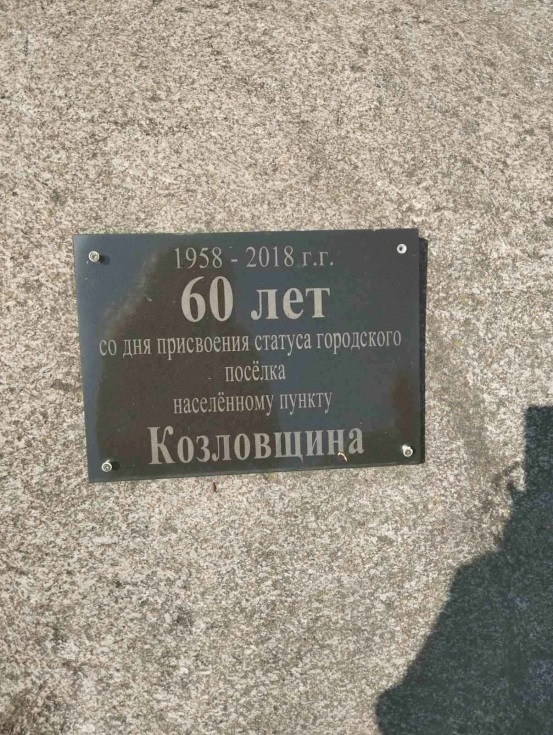 1958 - 2018 г.г.
60 лет
со дня присвоения статуса городского
посёлка
населённому пункту
Козловщина